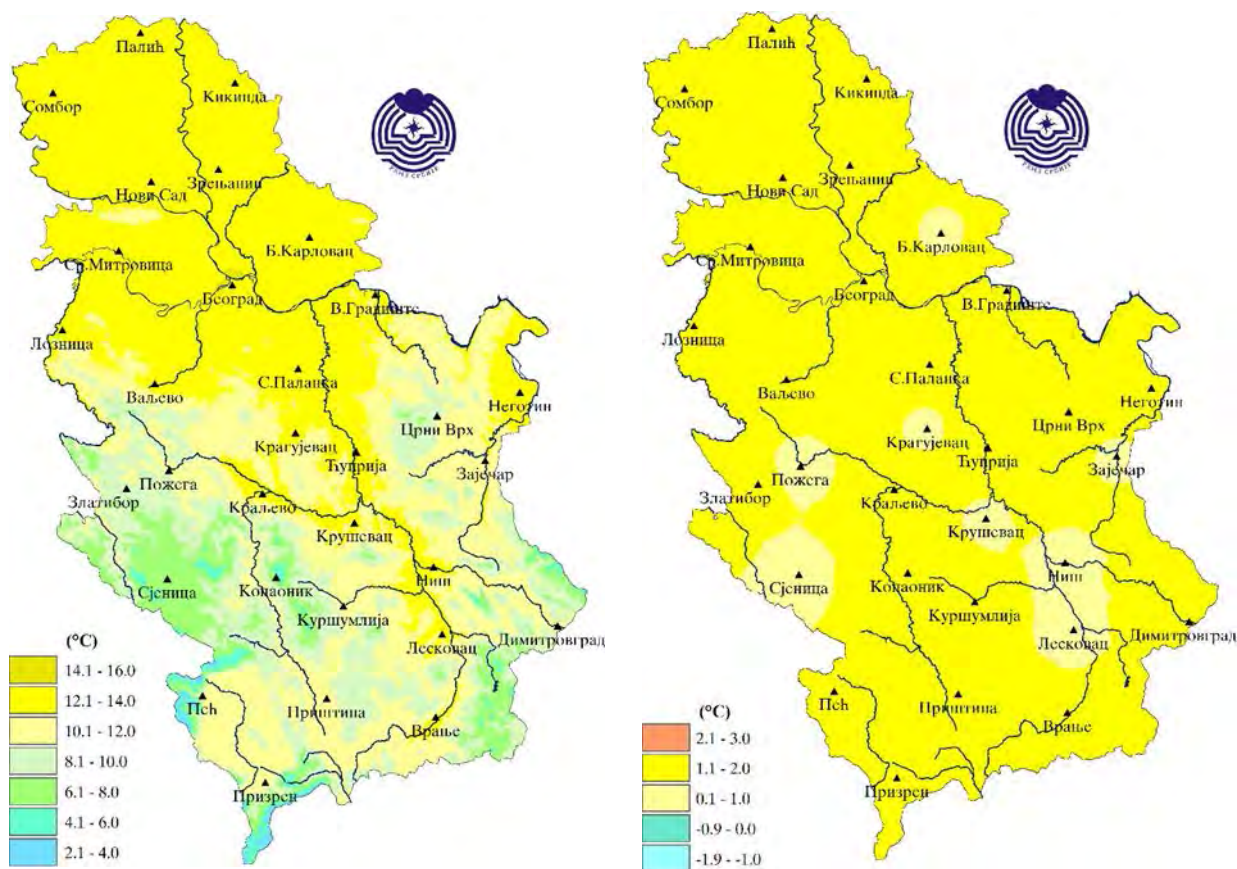 Палић
Сомбор
Кикинда
Зрењанин
Нови Сад
Б.Карловац
Ср.Митровица
Београд
В.Градиште
Лозница
С.Паланка
Ваљево
Неготин
Црни Врх
Крагујевац
Ћуприја
Зајечар
Пожега
Златибор
Краљево
Крушевац
Ниш
Сјеница
Копаоник
Куршумлија
Димитровград
Лесковац
Пећ
Приштина
Врање
Призрен
(°C)
14.1 - 16.0
12.1 - 14.0
10.1 - 12.0
8.1 - 10.0
6.1 - 8.0
4.1 - 6.0
2.1 - 4.0
РХМЗ СРБИЈЕ
Палић
Сомбор
Кикинда
Зрењанин
Нови Сад
Б.Карловац
Ср.Митровица
Београд
В.Градиште
Лозница
С.Паланка
Ваљево
Неготин
Црни Врх
Крагујевац
Ћуприја
Зајечар
Пожега
Златибор
Краљево
Крушевац
Ниш
Сјеница
Копаоник
Куршумлија
Димитровград
Лесковац
Пећ
Приштина
Врање
Призрен
(°C)
2.1 - 3.0
1.1 - 2.0
0.1 - 1.0
-0.9 - 0.0
-1.9 - -1.0
РХМЗ СРБИЈЕ